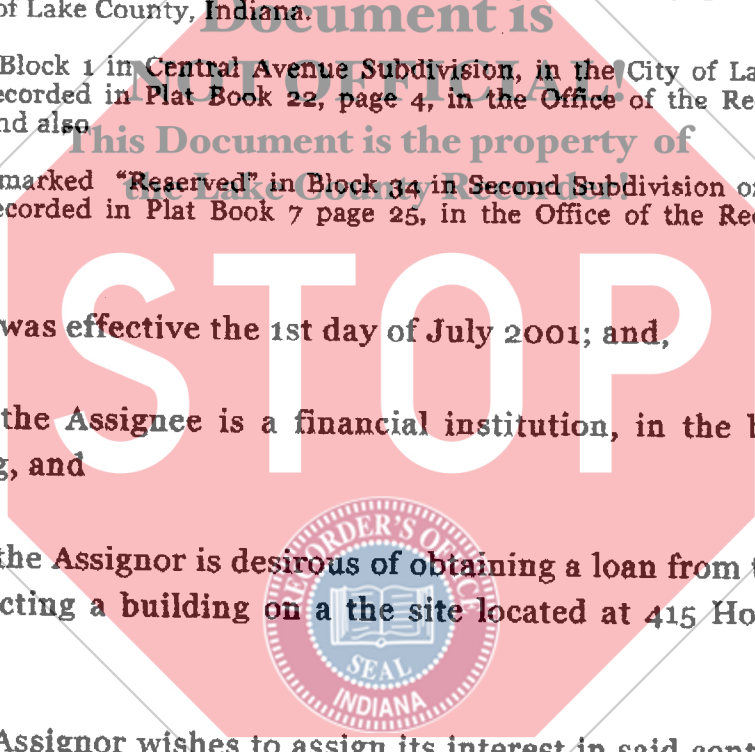 of Lake County, Indiana.
Document is
Block 1 in Central Avenue Subdivision, in the City of La
NOT OFFICIAL!
ecorded in Plat Book 22, page 4, in the Office of the Re
nd also
This Document is the property of
marked "Reserved" in Block 34 in Second Subdivision o
the Lake County Recorder!
ecorded in Plat Book 7 page 25, in the Office of the Rec
STOP
was effective the 1st day of July 2001; and,
the Assignee is a financial institution, in the b
g, and
RECORDER'S OFFICE
the Assignor is desirous of obtaining a loan from t
cting a building on a the site located at 415 Ho
SEAL
INDIANA
Assignor wishes to assign its interest in said cont